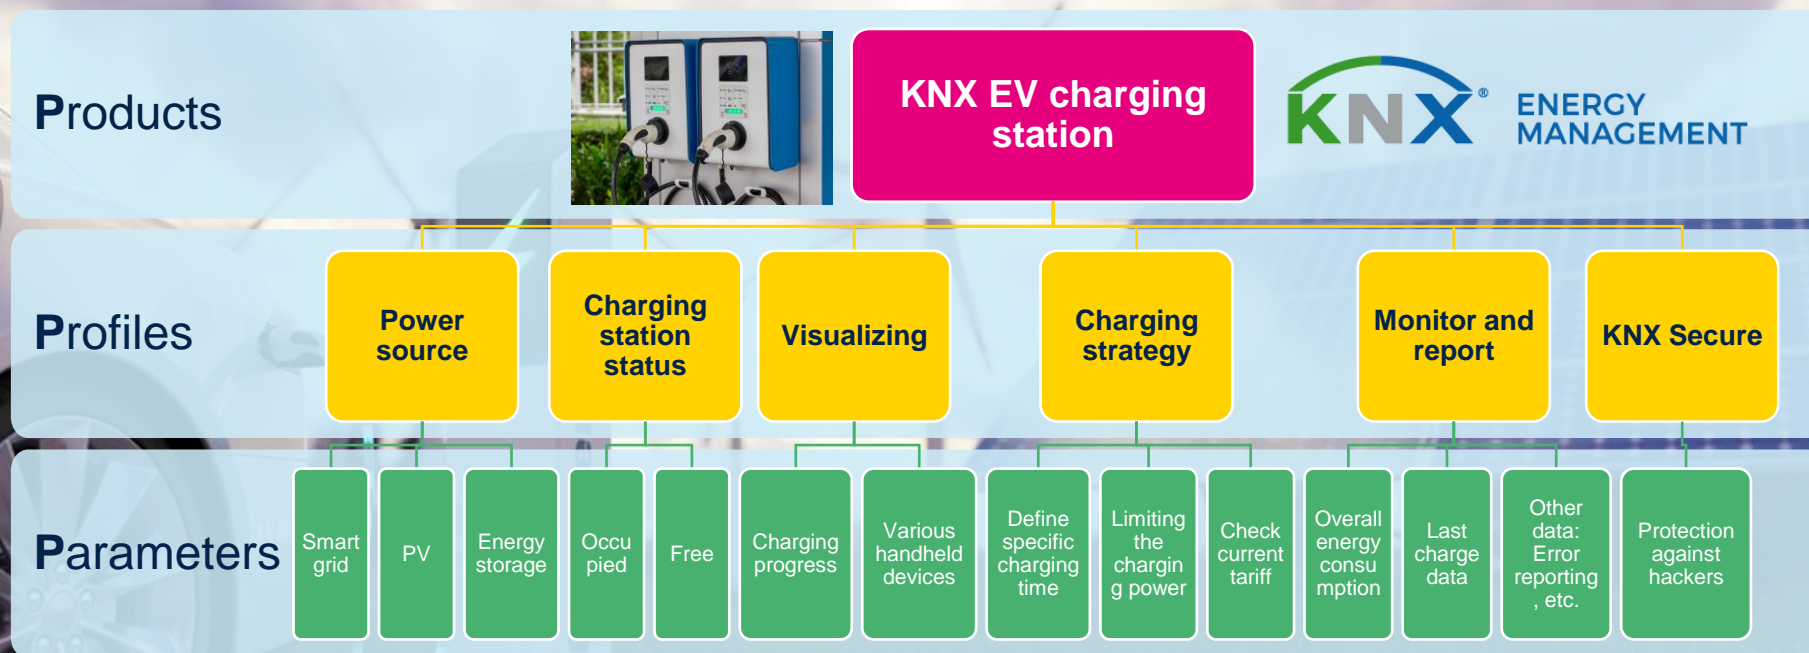 Products
KNX EV charging
station
KNX®
ENERGY
MANAGEMENT
Profiles
Power
source
Charging
station
status
Visualizing
Charging
strategy
Monitor and
report
KNX Secure
Parameters
Smart
grid
PV
Energy
storage
Occu
pied
Free
Charging
progress
Various
handheld
devices
Define
specific
charging
time
Limiting
the
chargin
g power
Check
current
tariff
Overall
energy
consu
mption
Last
charge
data
Other
data:
Error
reporting
, etc.
Protection
against
hackers